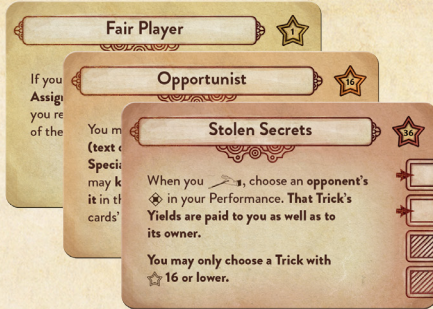 Fair Player
1
If you
Assign
you re
of the
Opportunist
16
You m
(text o
Specia
may k
it in th
cards'
Stolen Secrets
36
When you , choose an opponent's
in your Performance. That Trick's
Yields are paid to you as well as to
its owner.
You may only choose a Trick with
16 or lower.